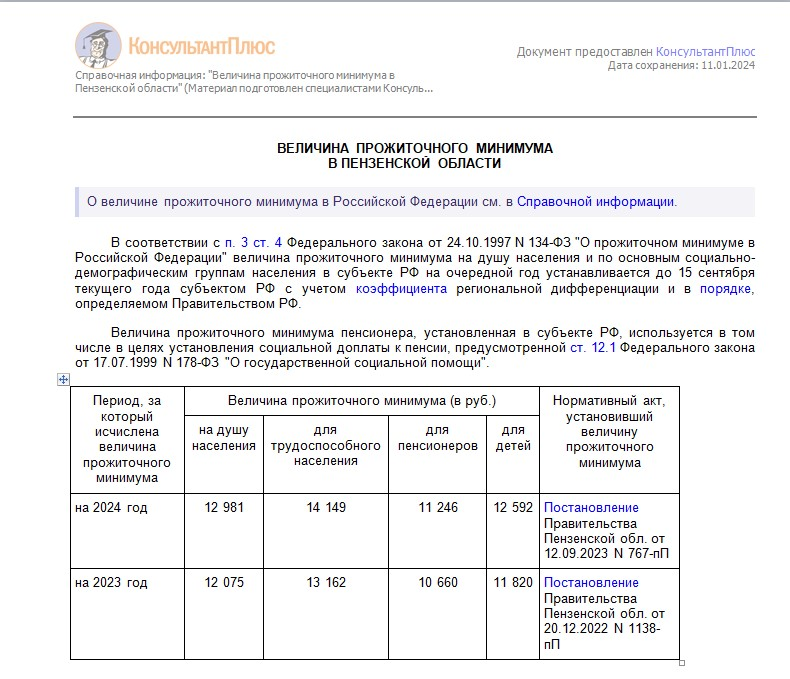 КонсультантПлюс
Справочная информация: "Величина прожиточного минимума в
Пензенской области" (Материал подготовлен специалистами Консуль...
Документ предоставлен КонсультантПлюс
Дата сохранения: 11.01.2024
ВЕЛИЧИНА ПРОЖИТОЧНОГО МИНИМУМА
В ПЕНЗЕНСКОЙ ОБЛАСТИ
О величине прожиточного минимума в Российской Федерации см. в Справочной информации.
В соответствии с п. 3 ст. 4 Федерального закона от 24.10.1997 N 134-ФЗ "О прожиточном минимуме в
Российской Федерации" величина прожиточного минимума на душу населения и по основным социально-
демографическим группам населения в субъекте РФ на очередной год устанавливается до 15 сентября
текущего года субъектом РФ с учетом коэффициента региональной дифференциации и в порядке,
определяемом Правительством РФ.
Величина прожиточного минимума пенсионера, установленная в субъекте РФ, используется в том
числе в целях установления социальной доплаты к пенсии, предусмотренной ст. 12.1 Федерального закона
от 17.07.1999 N 178-ФЗ "О государственной социальной помощи".
Период, за
который
исчислена
величина
прожиточного
минимума
Величина прожиточного минимума (в руб.)
на душу
населения
для
трудоспособного
населения
для
пенсионеров
для
детей
Нормативный акт,
установивший
величину
прожиточного
минимума
на 2024 год
12 981
14 149
11 246
12 592
Постановление
Правительства
Пензенской обл. от
12.09.2023 N 767-пП
на 2023 год
12 075
13 162
10 660
11 820
Постановление
Правительства
Пензенской обл. от
20.12.2022 N 1138-
пП